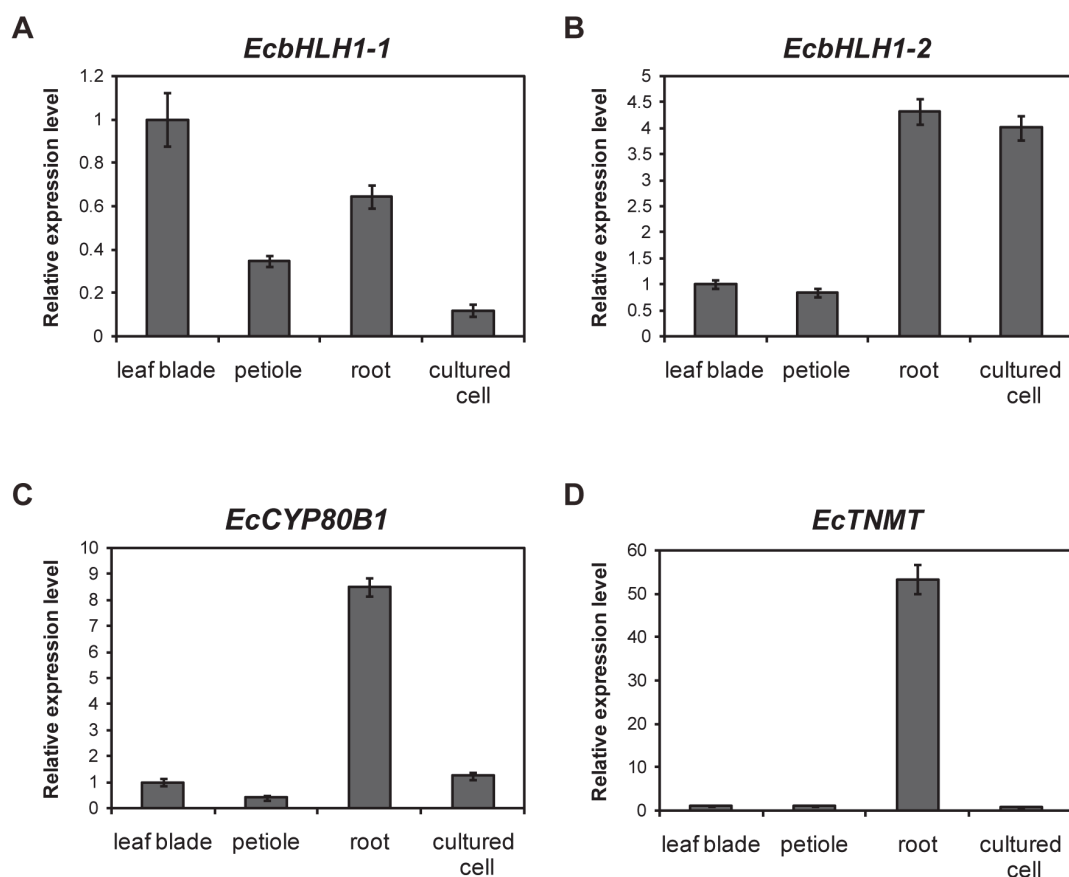 A
EcbHLH1-1
Relative expression level
1.2
1
0.8
0.6
0.4
0.2
0
leaf blade petiole root cultured
cell
B
EcbHLH1-2
Relative expression level
5
4.5
4
3.5
3
2.5
2
1.5
1
0.5
0
leaf blade petiole root cultured
cell
C
EcCYP80B1
Relative expression level
10
9
8
7
6
5
4
3
2
1
0
leaf blade petiole root cultured
cell
D
EcTNMT
Relative expression level
60
50
40
30
20
10
0
leaf blade petiole root cultured
cell